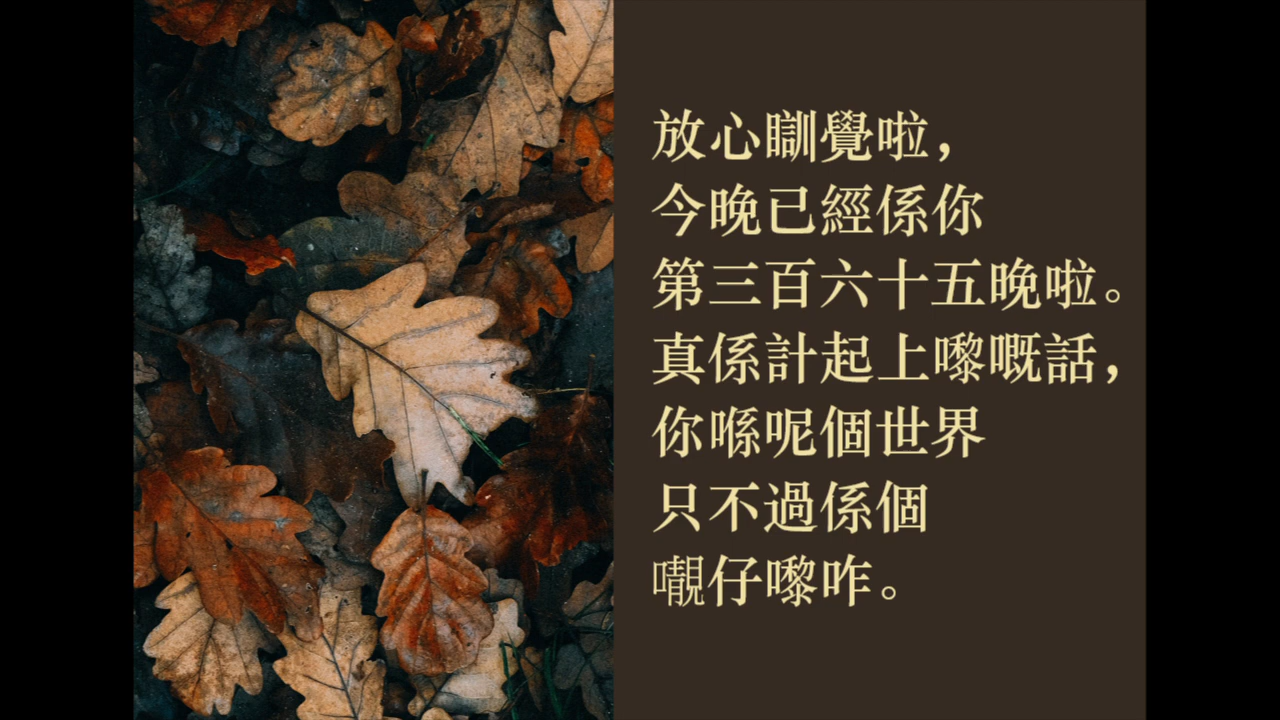 放心瞓覺啦，
今晚已經係你
第三百六十五晚啦。
真係計起上嚟嘅話，
你喺呢個世界
只不過係個
𡃁仔嚟咋。